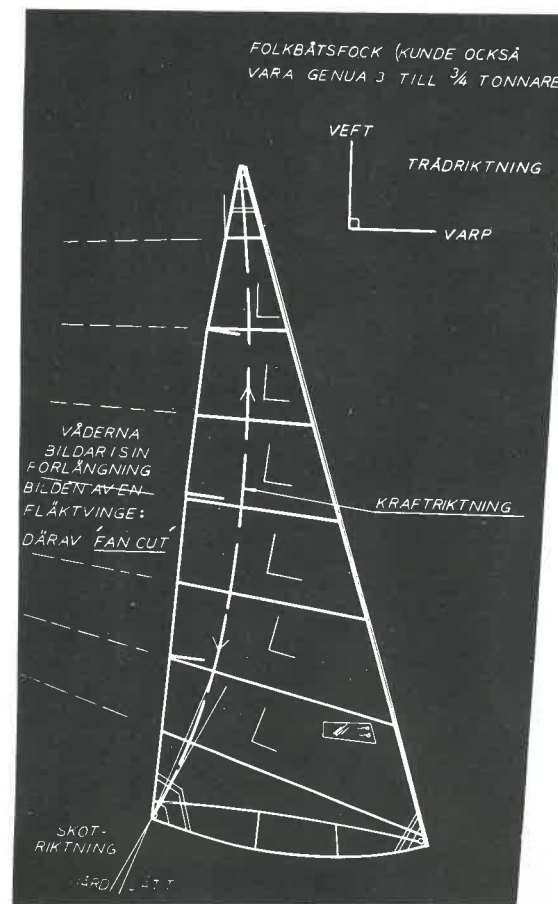 FOLKBÅTSFOCK (KUNDE OCKSÅ
VARA GENUA 3 TILL 3/4 TONNARE
VEFT
TRÅDRIKTNING
VARP
VÅDERNA
BILDAR I SIN
FÖRLÄNGNING
BILDEN AV EN
FLÄKTVINGE:
DÄRAV 'FAN CUT'
KRAFTRIKTNING
SKOT-
RIKTNING